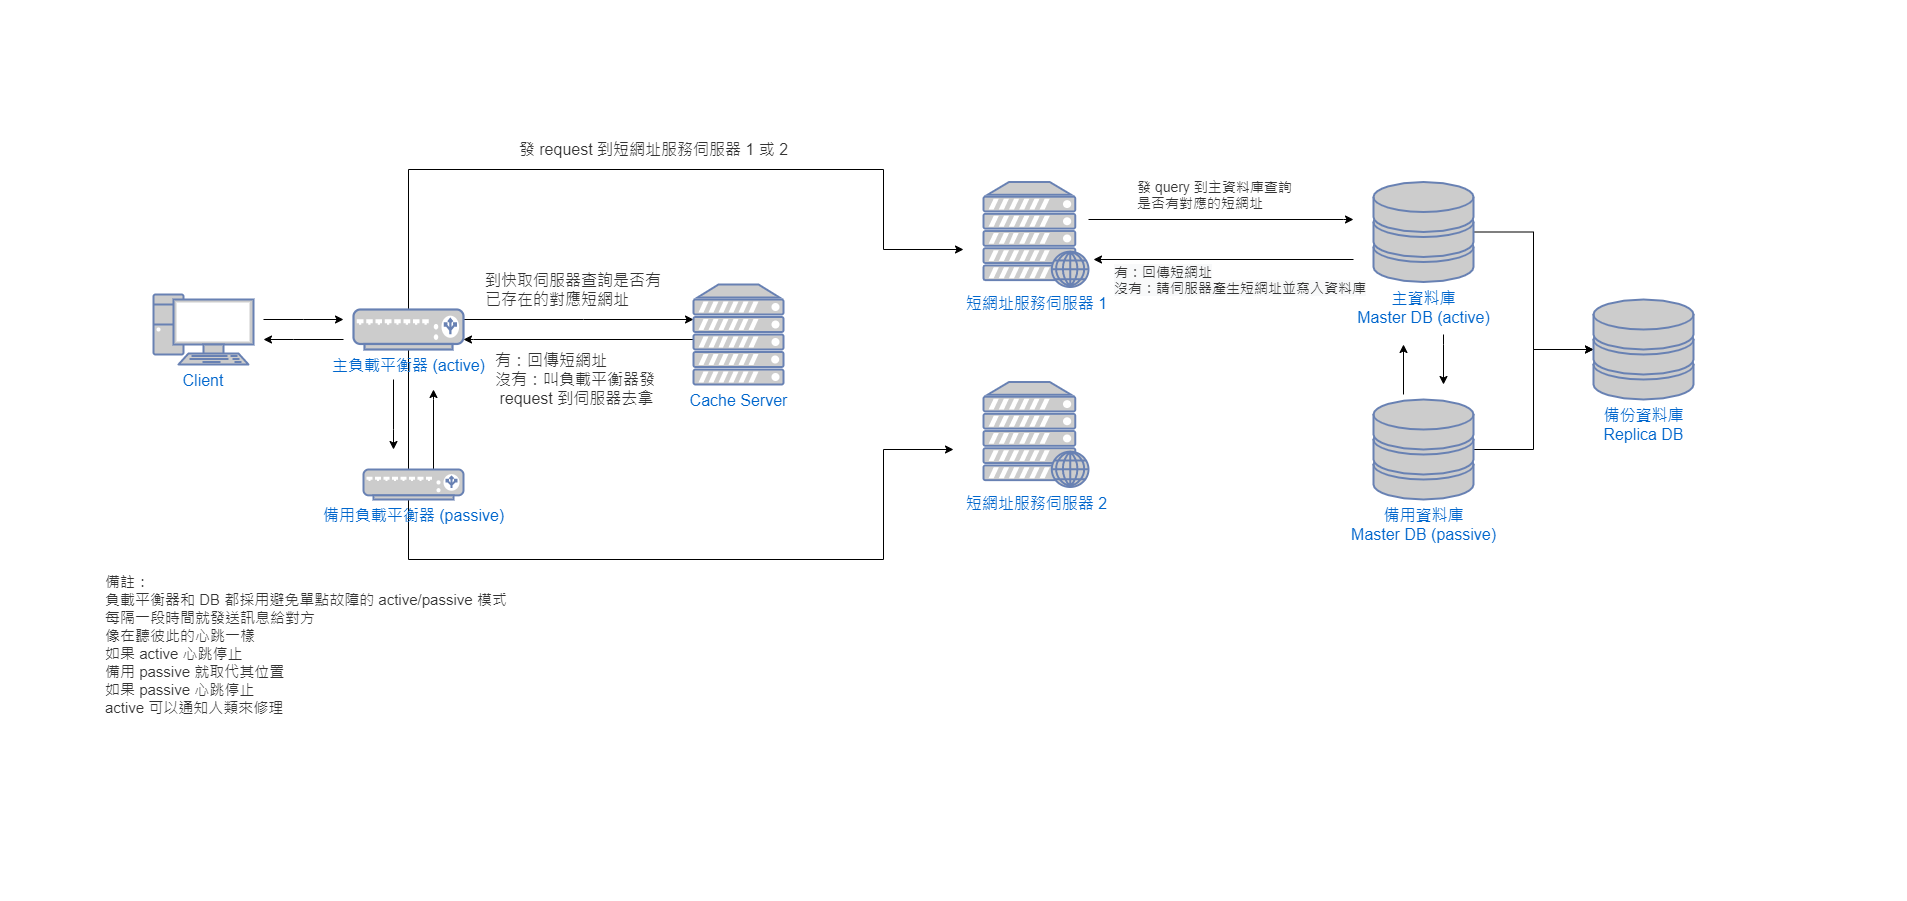 發 request 到短網址服務伺服器 1 或 2
發 query 到主資料庫查詢
是否有對應的短網址
到快取伺服器查詢是否有
已存在的對應短網址
有：回傳短網址
沒有：請伺服器產生短網址並寫入資料庫
短網址服務伺服器 1
主資料庫
Master DB (active)
主負載平衡器 (active)
Client
有：回傳短網址
沒有：叫負載平衡器發
request 到伺服器去拿
Cache Server
備份資料庫
Replica DB
短網址服務伺服器 2
備用負載平衡器 (passive)
備用資料庫
Master DB (passive)
備註：
負載平衡器和 DB 都採用避免單點故障的 active/passive 模式
每隔一段時間就發送訊息給對方
像在聽彼此的心跳一樣
如果 active 心跳停止
備用 passive 就取代其位置
如果 passive 心跳停止
active 可以通知人類來修理